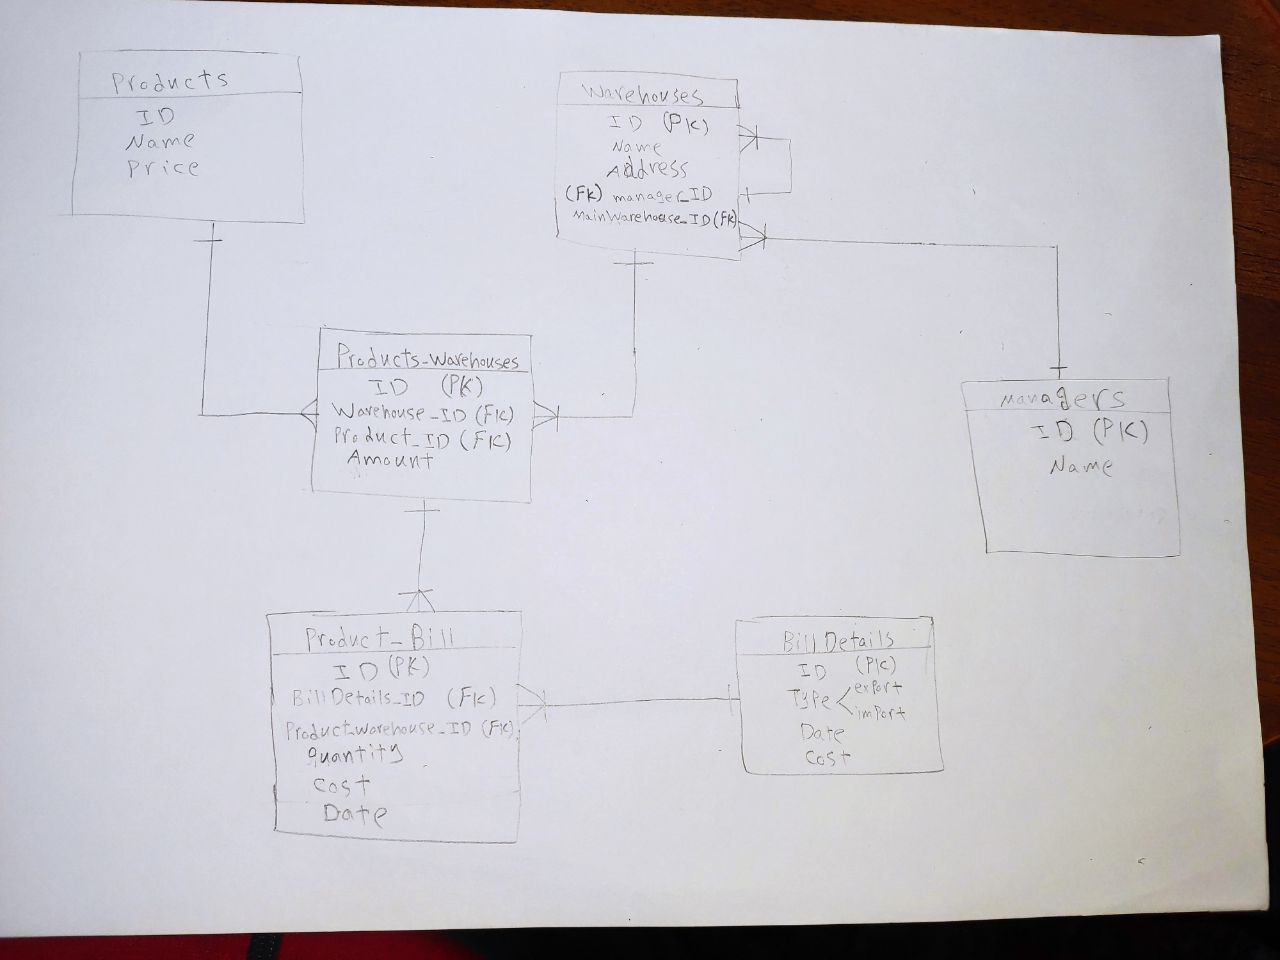 Products
ID
Name
Price
Warehouses
ID (PK)
Name
Address
(FK) manager_ID
MainWarehouse_ID (FK)
Products_Warehouses
ID (PK)
Warehouse_ID (FK)
Product_ID (FK)
Amount
Managers
ID (PK)
Name
Product_Bill
ID (PK)
BillDetails_ID (FK)
Product_warehouse_ID (FK)
quantity
Cost
Date
BillDetails
ID (PK)
Type export
import
Date
Cost